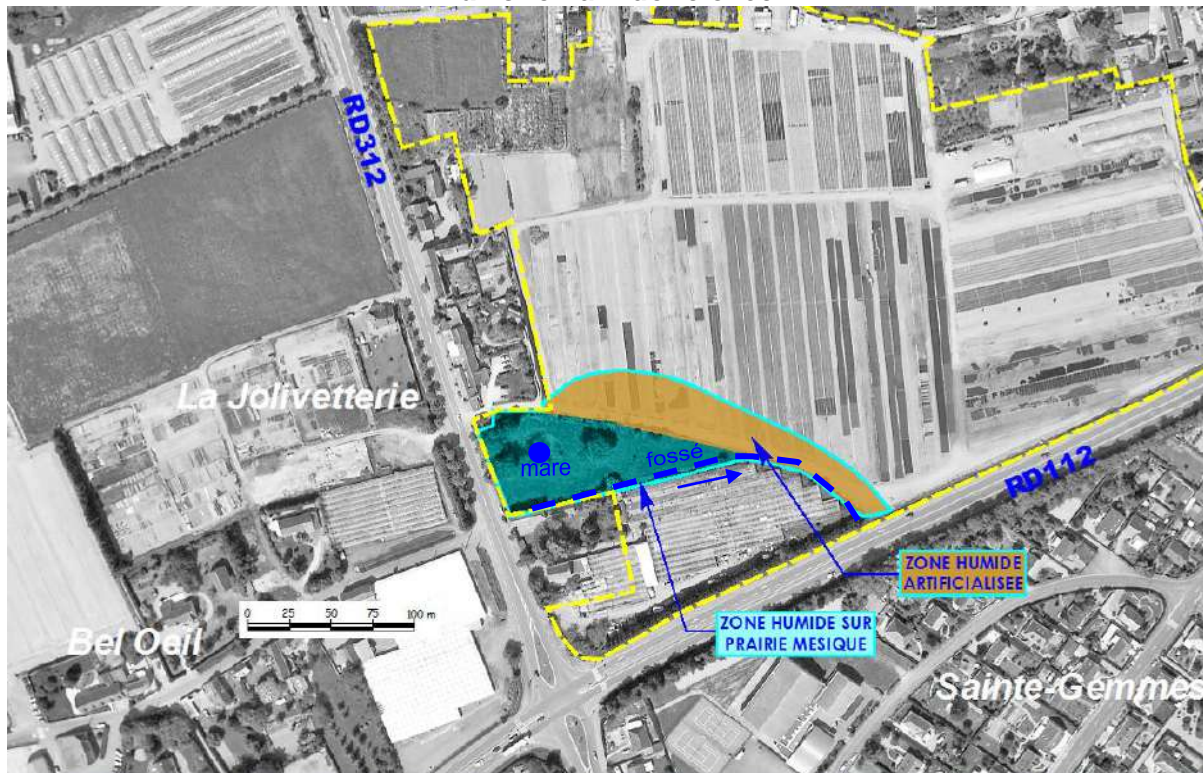 RD312
La Jolivetterie
mare
fossé
RD112
ZONE HUMIDE
ARTIFICIALISEE
0 25 50 75 100 m
ZONE HUMIDE SUR
PRAIRIE MESIQUE
Bel Oeil
Sainte-Gemmes